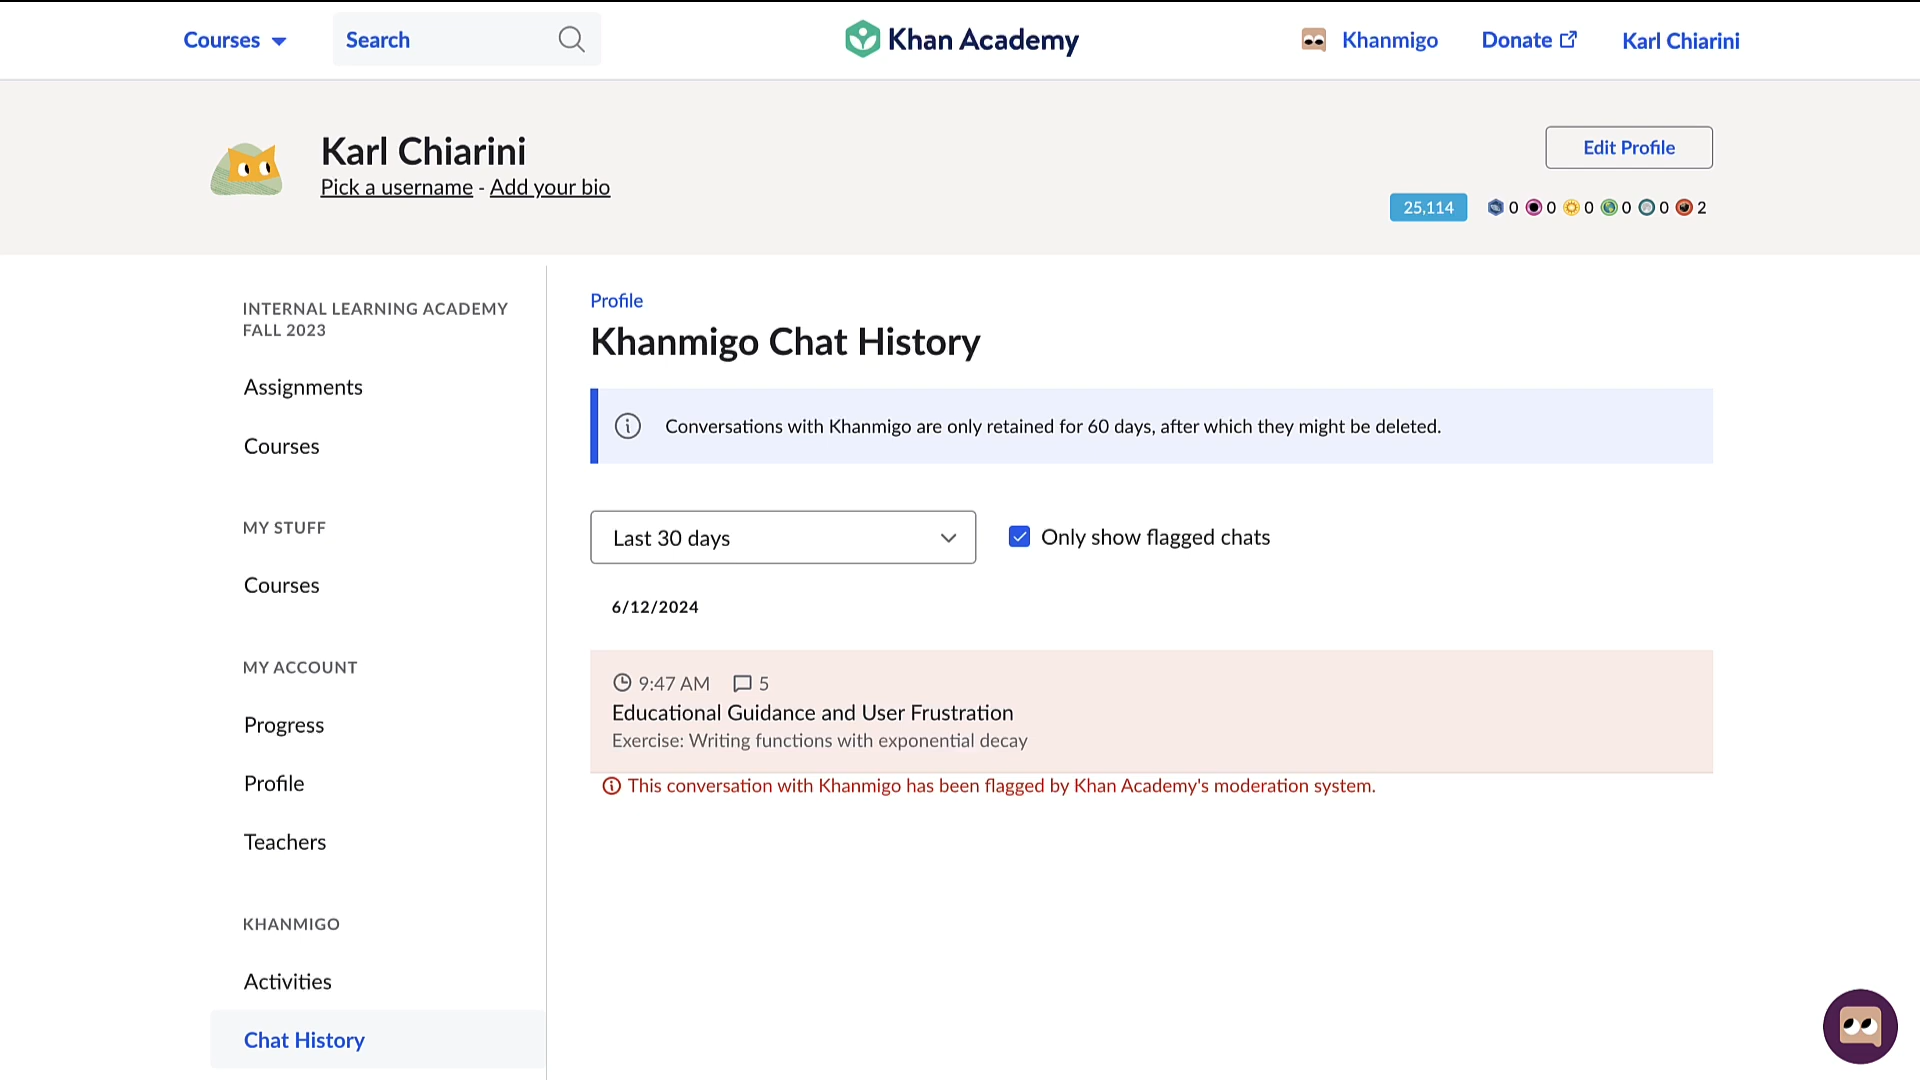 Courses
Search
Khan Academy
Khanmigo
Donate
Karl Chiarini
Karl Chiarini
Pick a username - Add your bio
Edit Profile
25,114 0 0 0 0 0 2
INTERNAL LEARNING ACADEMY
FALL 2023
Assignments
Courses
MY STUFF
Courses
MY ACCOUNT
Progress
Profile
Teachers
KHANMIGO
Activities
Chat History
Profile
Khanmigo Chat History
Conversations with Khanmigo are only retained for 60 days, after which they might be deleted.
Last 30 days
Only show flagged chats
6/12/2024
9:47 AM 5
Educational Guidance and User Frustration
Exercise: Writing functions with exponential decay
This conversation with Khanmigo has been flagged by Khan Academy's moderation system.